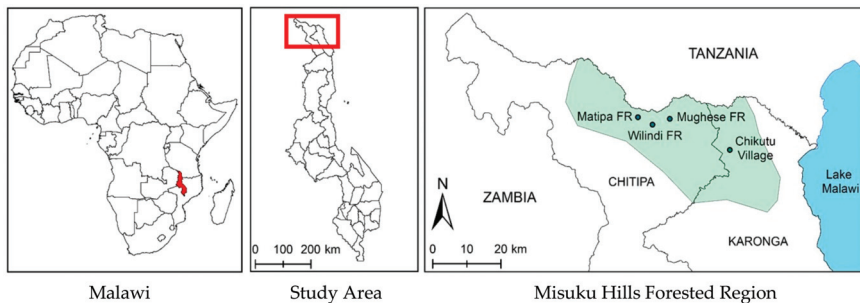 TANZANIA
Matipa FR
Mughese FR
Wilindi FR
Chikutu
Village
N
ZAMBIA
CHITIPA
Lake
Malawi
KARONGA
0 100 200 km
0 10 20 km
Malawi
Study Area
Misuku Hills Forested Region